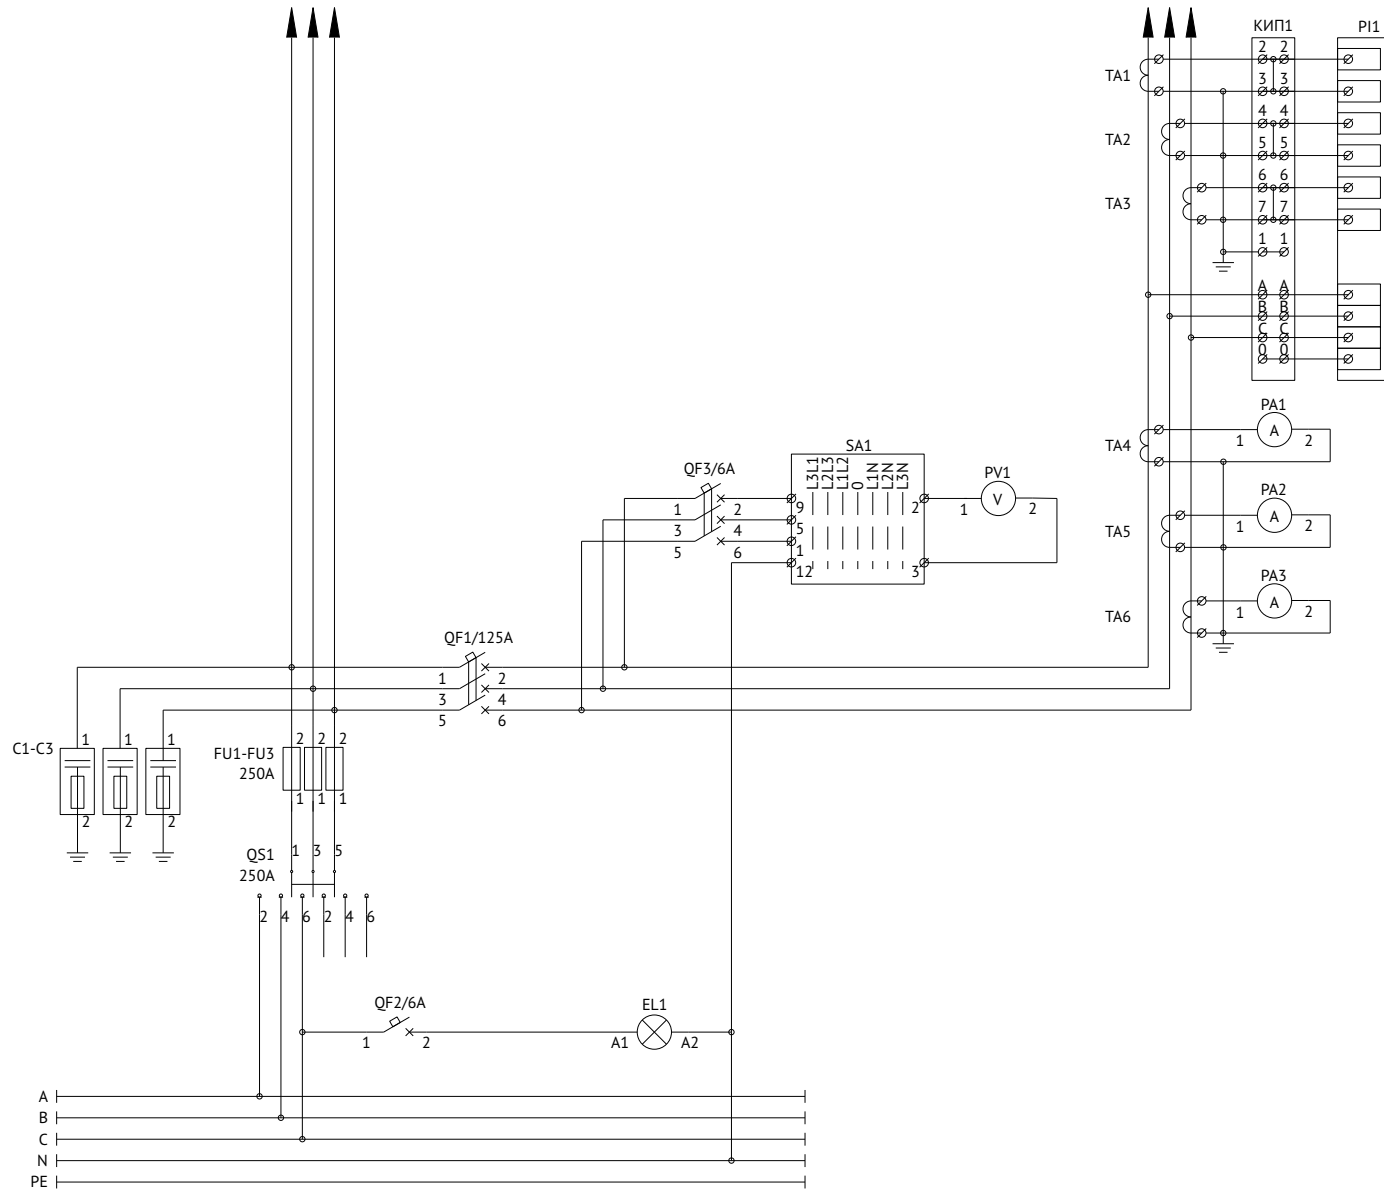 КИП1
PI1
2 2
3 3
4 4
5 5
6 6
7 7
1 1
A A
B B
C C
0 0
TA1
TA2
TA3
TA4
TA5
TA6
PA1
1 A 2
PA2
1 A 2
PA3
1 A 2
SA1
L3L1
L2L3
L1L2
0
L1N
L2N
L3N
9
5
1
12
2
3
PV1
1 V 2
QF3/6A
1 2
3 4
5 6
QF1/125A
1 2
3 4
5 6
C1-C3
1 1 1
2 2 2
FU1-FU3
250A
2 2 2
1 1 1
QS1
250A
1 3 5
2 4 6 2 4 6
QF2/6A
1 2
EL1
A1 A2
A
B
C
N
PE